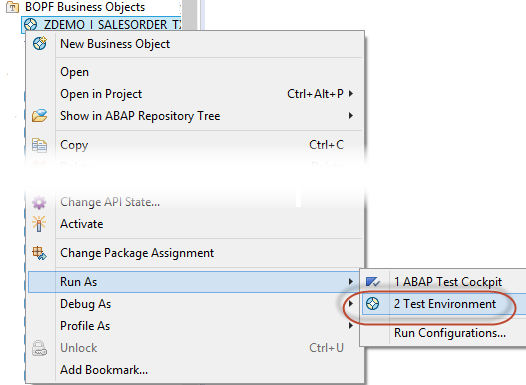 BOPF Business Objects
ZDEMO_I_SALESORDER_TX
New Business Object
Open
Open in Project Ctrl+Alt+P
Show in ABAP Repository Tree
Copy Ctrl+C
Change API State...
Activate
Change Package Assignment
Run As
1 ABAP Test Cockpit
Debug As
2 Test Environment
Profile As
Run Configurations...
Unlock Ctrl+U
Add Bookmark...